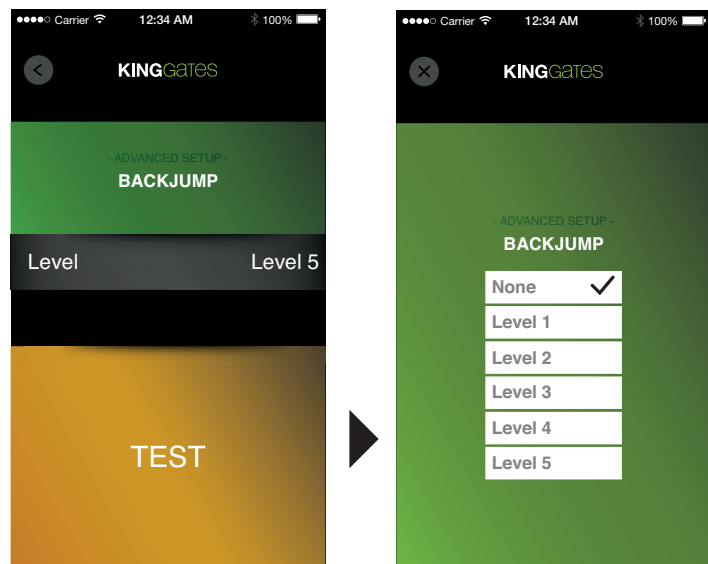 Carrier 12:34 AM 100%
KINGGATES
- ADVANCED SETUP -
BACKJUMP
Level Level 5
TEST
Carrier 12:34 AM 100%
KINGGATES
- ADVANCED SETUP -
BACKJUMP
None
Level 1
Level 2
Level 3
Level 4
Level 5